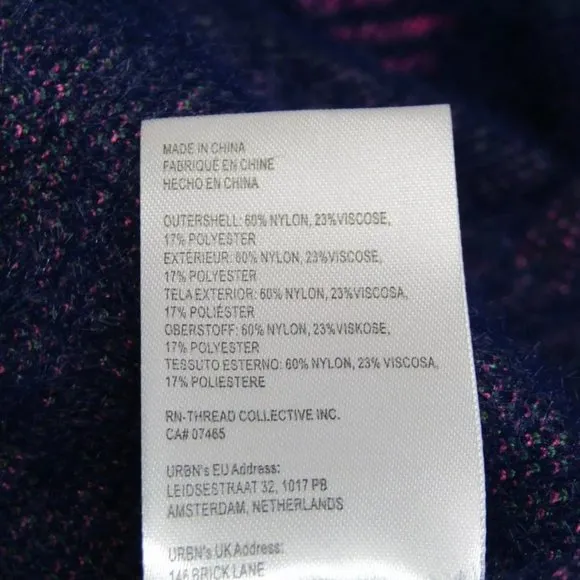 MADE IN CHINA
FABRIQUÉ EN CHINE
HECHO EN CHINA
OUTERSHELL: 60% NYLON, 23%VISCOSE,
17% POLYESTER
EXTÉRIEUR: 60% NYLON, 23%VISCOSE,
17% POLYESTER
TELA EXTERIOR: 60% NYLON, 23%VISCOSA,
17% POLIÉSTER
OBERSTOFF: 60% NYLON, 23%VISKOSE,
17% POLYESTER
TESSUTO ESTERNO: 60% NYLON, 23% VISCOSA,
17% POLIESTERE
RN-THREAD COLLECTIVE INC.
CA# 07465
URBN's EU Address:
LEIDSESTRAAT 32, 1017 PB
AMSTERDAM, NETHERLANDS
URBN's UK Address:
146 BRICK LANE